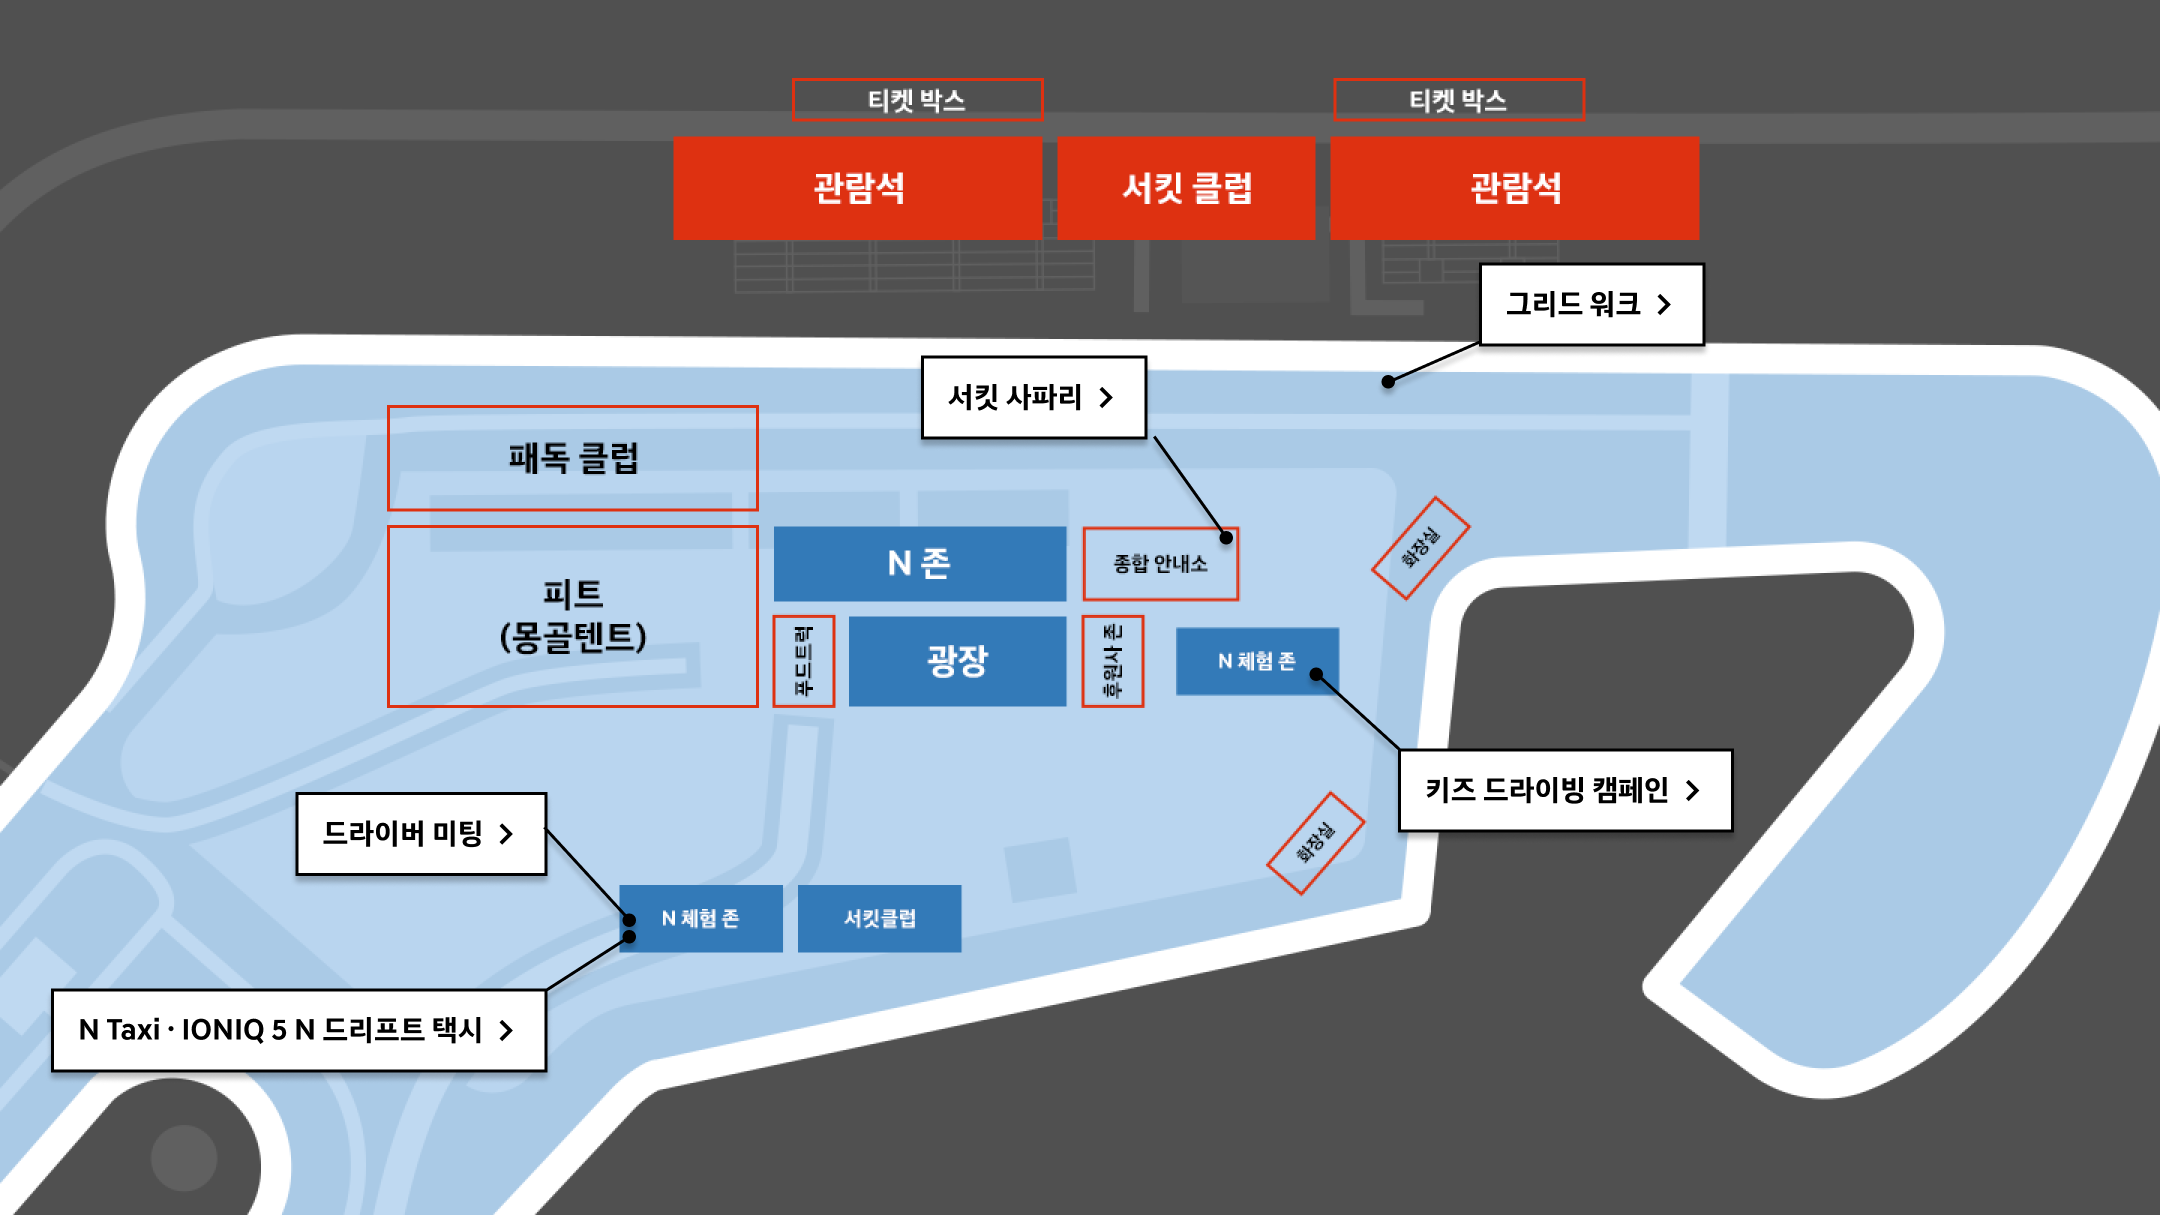 티켓 박스
티켓 박스
관람석
서킷 클럽
관람석
그리드 워크
서킷 사파리
패독 클럽
피트
(몽골텐트)
N 존
종합 안내소
화장실
푸드트럭
광장
후원사 존
N 체험 존
키즈 드라이빙 캠페인
드라이버 미팅
화장실
N 체험 존
서킷클럽
N Taxi · IONIQ 5 N 드리프트 택시